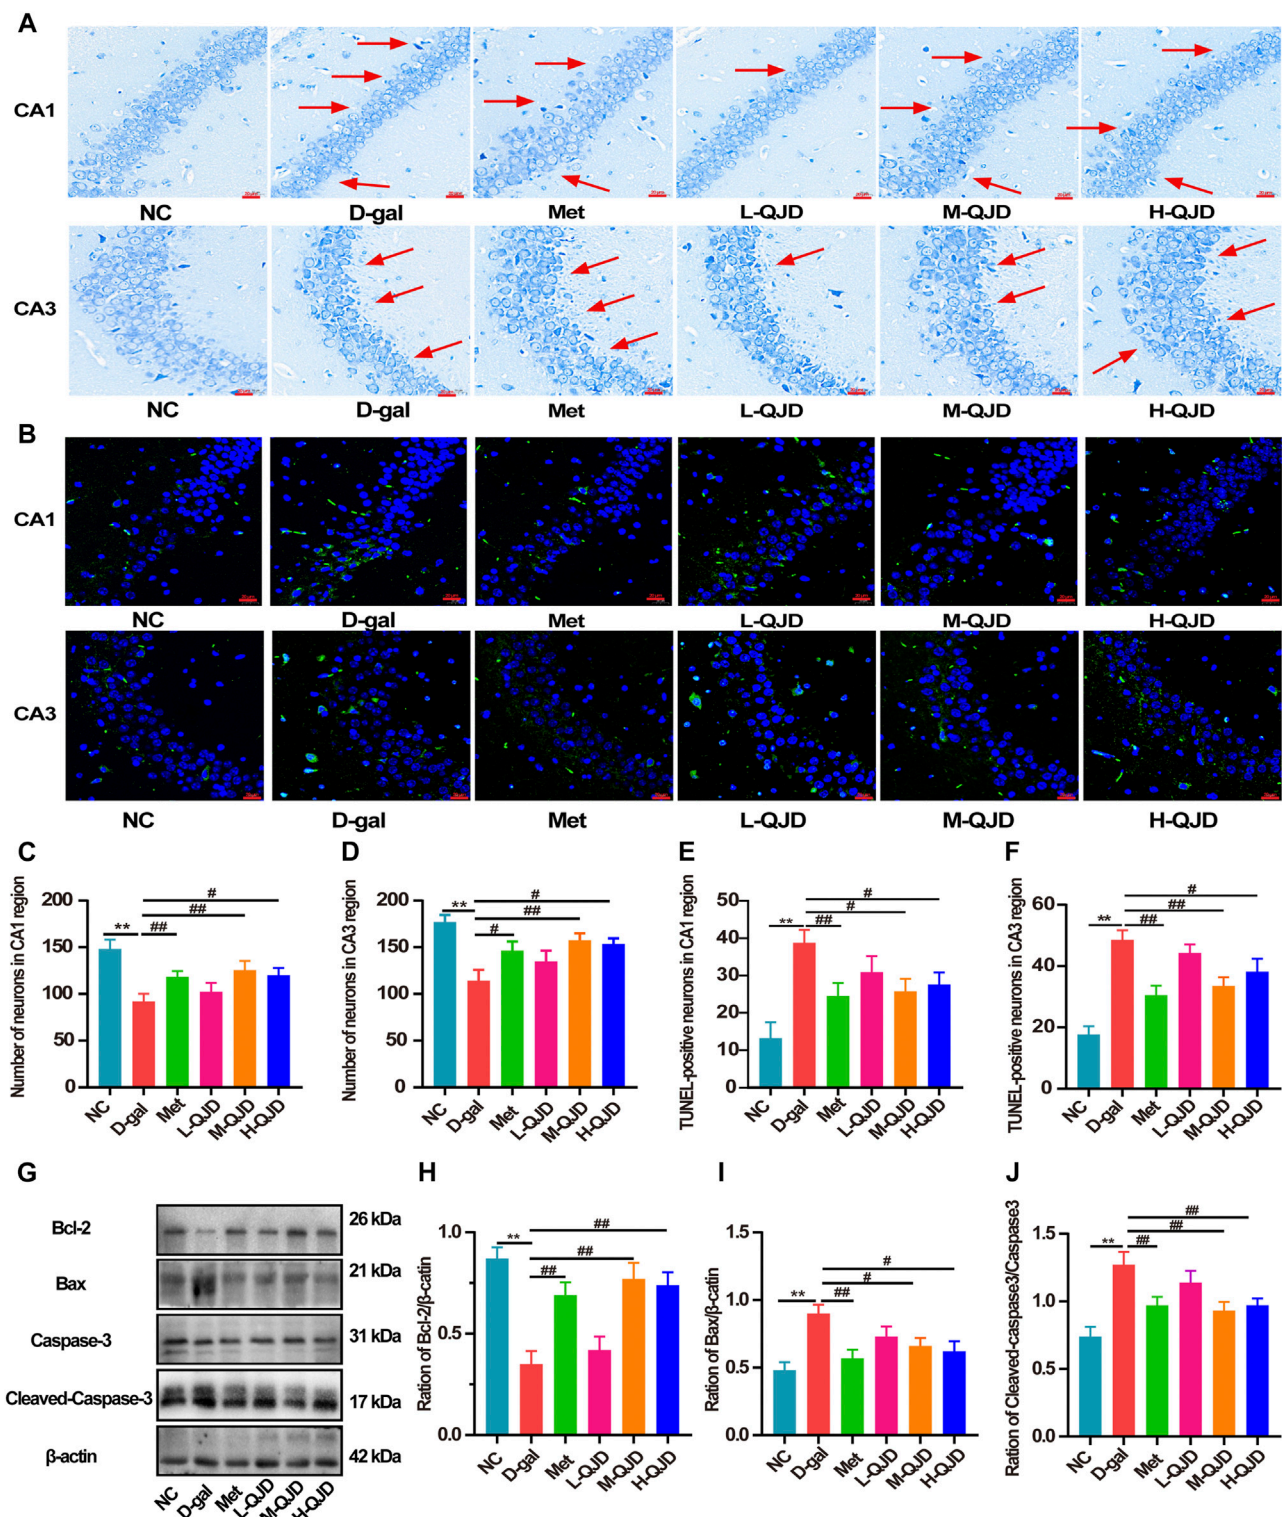 A
CA1
NC D-gal Met L-QJD M-QJD H-QJD
CA3
NC D-gal Met L-QJD M-QJD H-QJD
B
CA1
NC D-gal Met L-QJD M-QJD H-QJD
CA3
NC D-gal Met L-QJD M-QJD H-QJD
C
Number of neurons in CA1 region
200
150
100
50
0
** ## ## #
NC D-gal Met L-QJD M-QJD H-QJD
D
Number of neurons in CA3 region
200
150
100
50
0
** # ## #
NC D-gal Met L-QJD M-QJD H-QJD
E
TUNEL-positive neurons in CA1 region
50
40
30
20
10
0
** ## # #
NC D-gal Met L-QJD M-QJD H-QJD
F
TUNEL-positive neurons in CA3 region
60
40
20
0
** ## ## #
NC D-gal Met L-QJD M-QJD H-QJD
G
Bcl-2 26 kDa
Bax 21 kDa
Caspase-3 31 kDa
Cleaved-Caspase-3 17 kDa
β-actin 42 kDa
NC D-gal Met L-QJD M-QJD H-QJD
H
Ration of Bcl-2/β-catin
1.0
0.5
0.0
** ## ## ##
NC D-gal Met L-QJD M-QJD H-QJD
I
Ration of Bax/β-catin
1.5
1.0
0.5
0.0
** ## # #
NC D-gal Met L-QJD M-QJD H-QJD
J
Ration of Cleaved-caspase3/Caspase3
1.5
1.0
0.5
0.0
** ## ## ##
NC D-gal Met L-QJD M-QJD H-QJD